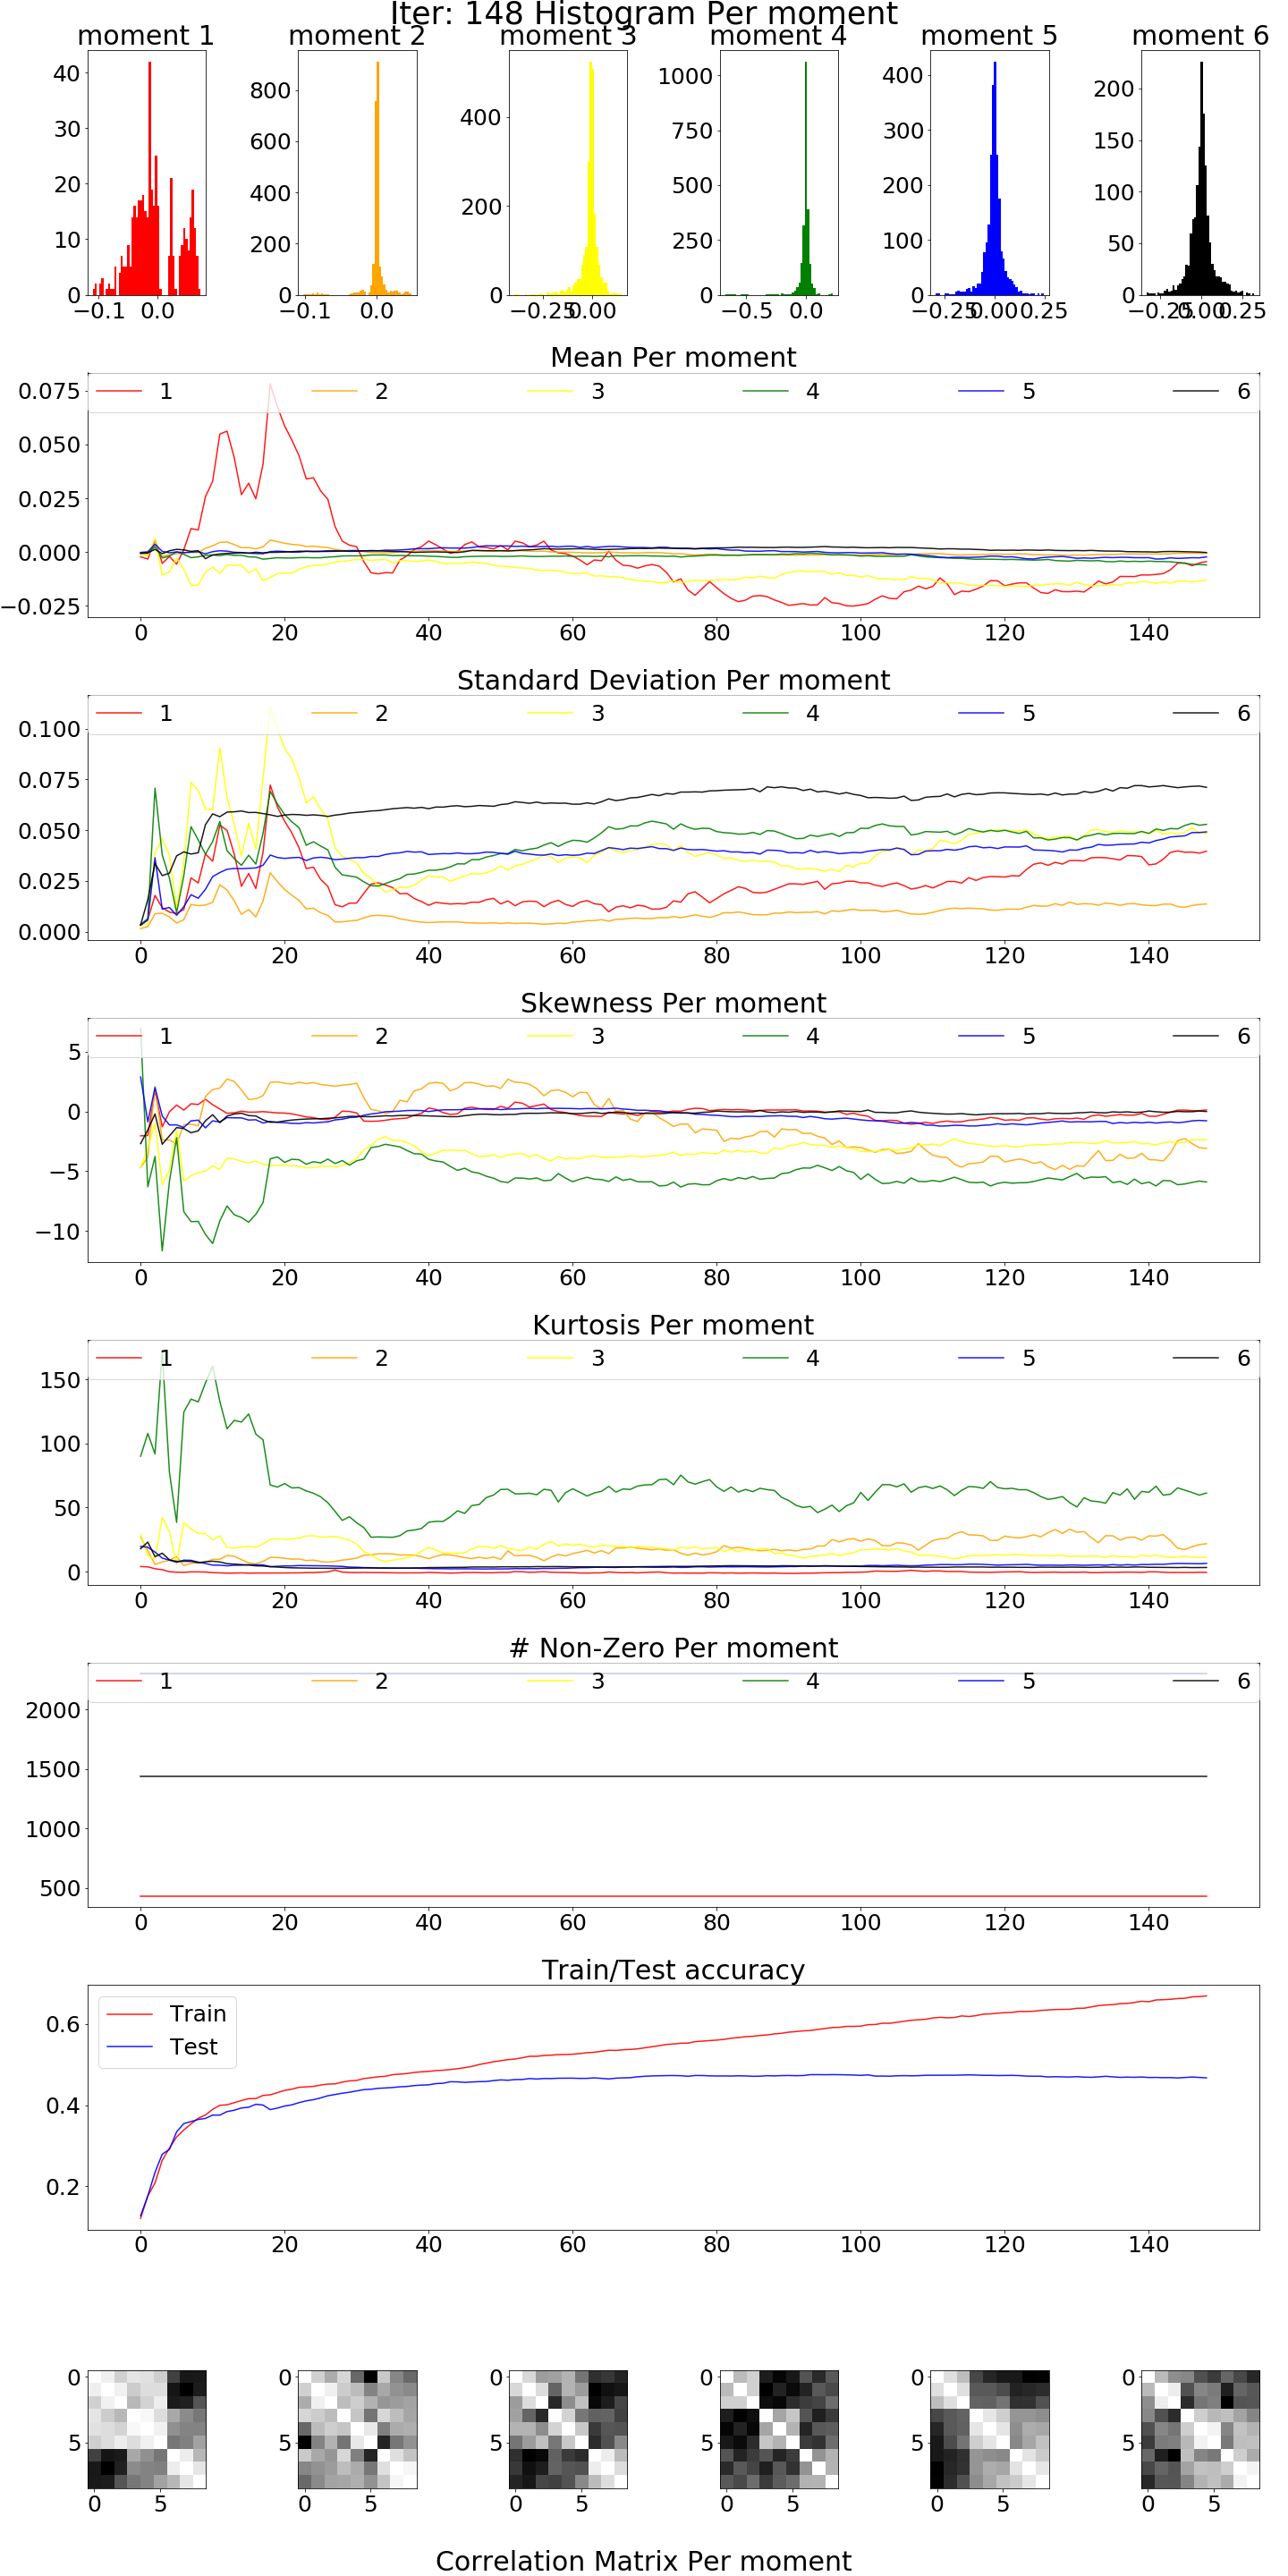 Iter: 148 Histogram Per moment
moment 1 moment 2 moment 3 moment 4 moment 5 moment 6
40 30 20 10 0 −0.1 0.0
800 600 400 200 0 −0.1 0.0
400 200 0 −0.25 0.00
1000 750 500 250 0 −0.5 0.0
400 300 200 100 0 −0.25 0.00 0.25
200 150 100 50 0 −0.25 0.00 0.25
Mean Per moment
1 2 3 4 5 6
0.075
0.050
0.025
0.000
−0.025
0 20 40 60 80 100 120 140
Standard Deviation Per moment
1 2 3 4 5 6
0.100
0.075
0.050
0.025
0.000
0 20 40 60 80 100 120 140
Skewness Per moment
1 2 3 4 5 6
5
0
−5
−10
0 20 40 60 80 100 120 140
Kurtosis Per moment
1 2 3 4 5 6
150
100
50
0
0 20 40 60 80 100 120 140
# Non-Zero Per moment
1 2 3 4 5 6
2000
1500
1000
500
0 20 40 60 80 100 120 140
Train/Test accuracy
Train
Test
0.6
0.4
0.2
0 20 40 60 80 100 120 140
0 0 0 0 0 0
5 5 5 5 5 5
0 5 0 5 0 5 0 5 0 5 0 5
Correlation Matrix Per moment